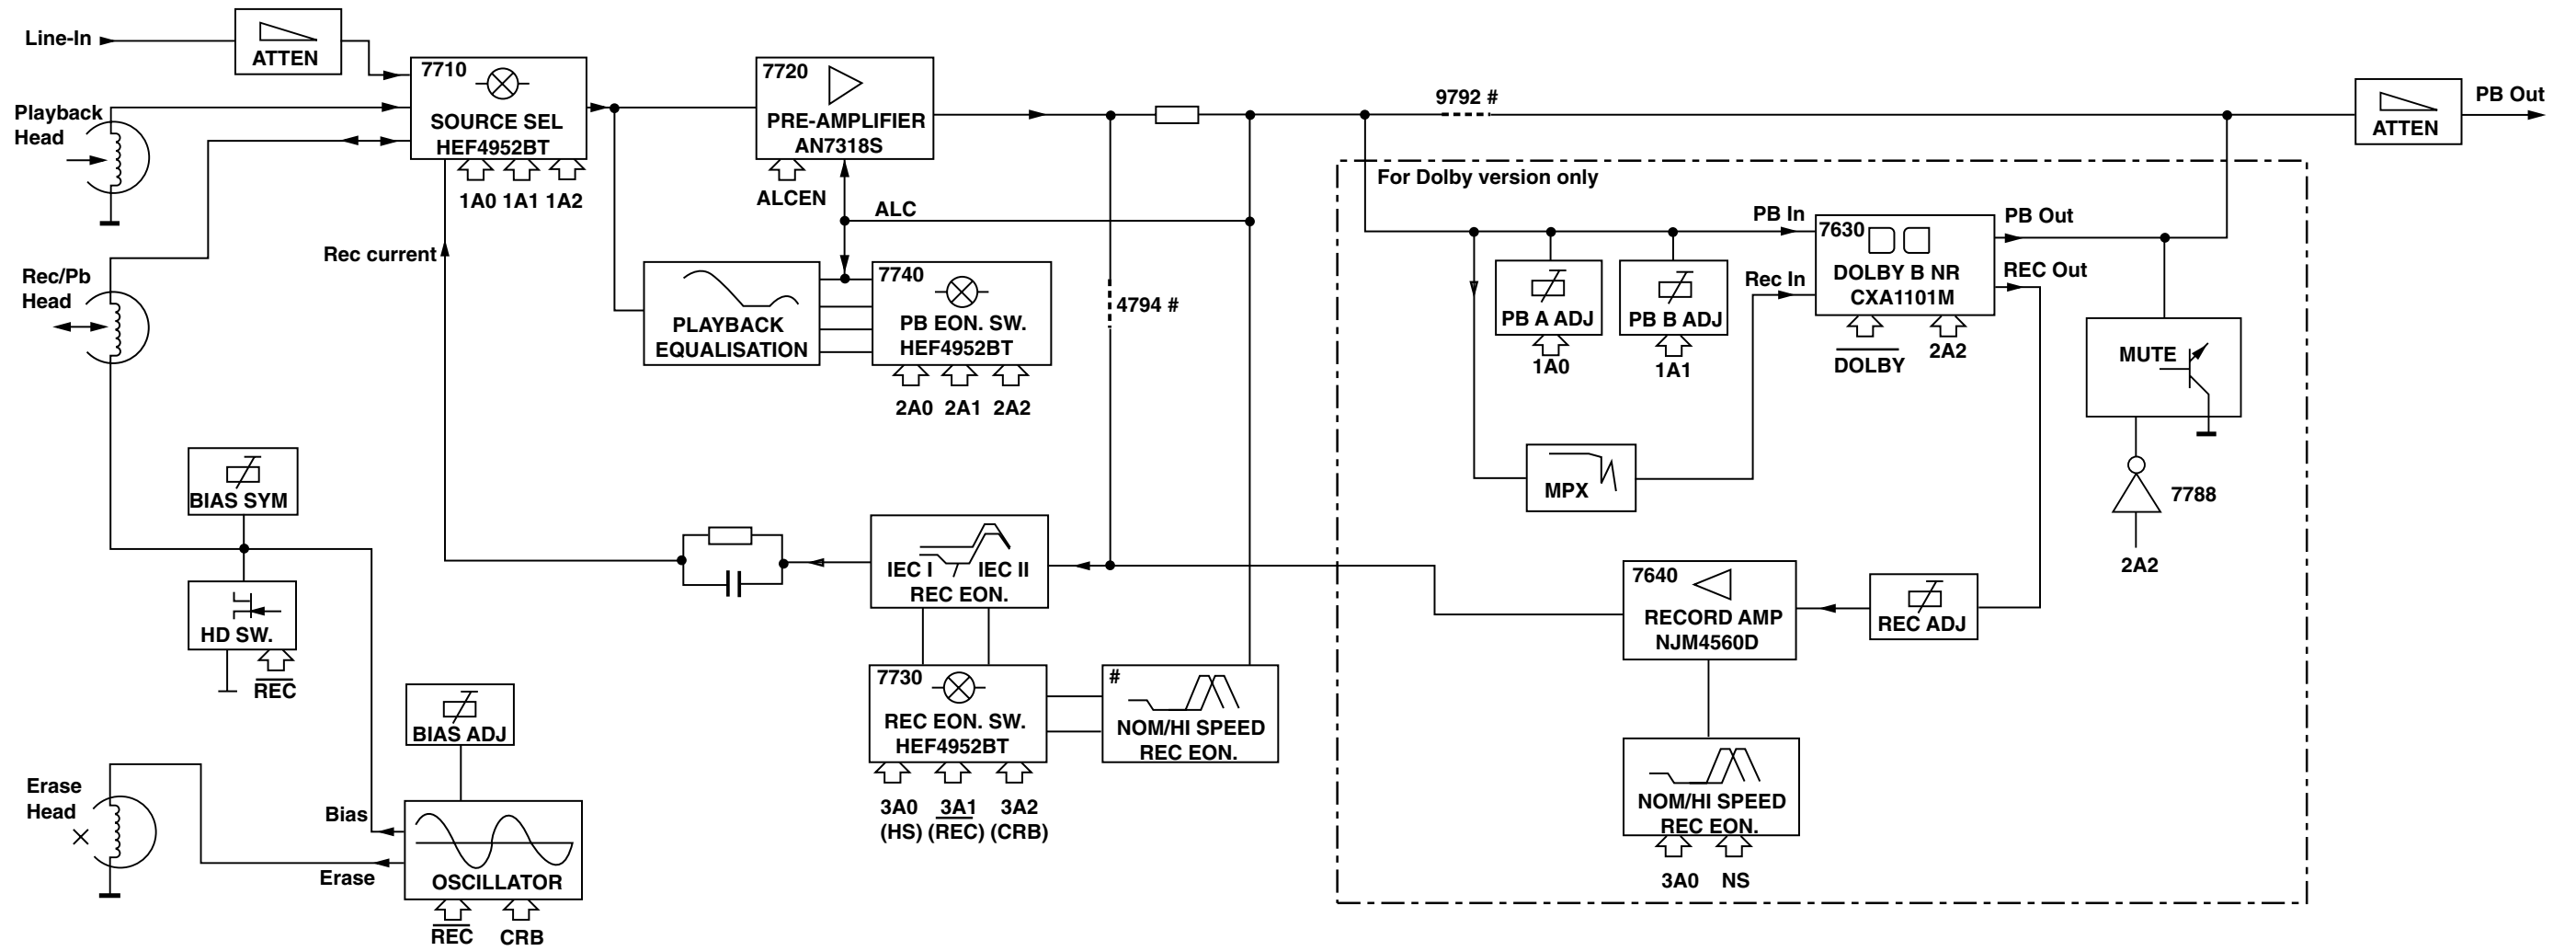 Line-In
ATTEN
7710
SOURCE SEL
HEF4952BT
1A0 1A1 1A2
Playback
Head
Rec/Pb
Head
Rec current
7720
PRE-AMPLIFIER
AN7318S
ALCEN
ALC
PLAYBACK
EQUALISATION
7740
PB EON. SW.
HEF4952BT
2A0 2A1 2A2
4794 #
9792 #
ATTEN
PB Out
For Dolby version only
PB In
Rec In
7630
DOLBY B NR
CXA1101M
PB Out
REC Out
DOLBY
2A2
PB A ADJ
1A0
PB B ADJ
1A1
MPX
MUTE
7788
2A2
BIAS SYM
HD SW.
REC
IEC I
IEC II
REC EON.
7730
REC EON. SW.
HEF4952BT
3A0 3A1 3A2
(HS) (REC) (CRB)
#
NOM/HI SPEED
REC EON.
7640
RECORD AMP
NJM4560D
REC ADJ
NOM/HI SPEED
REC EON.
3A0 NS
BIAS ADJ
Erase
Head
Bias
Erase
OSCILLATOR
REC CRB